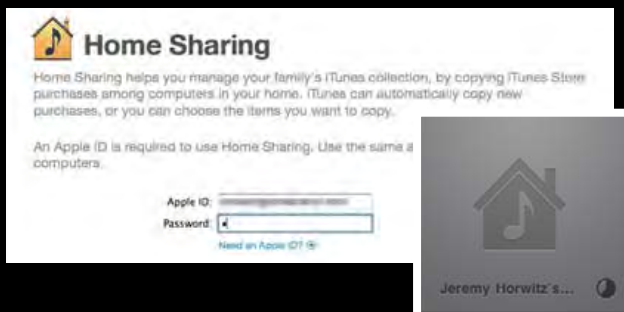 Home Sharing
Home Sharing helps you manage your family's iTunes collection, by copying iTunes Store
purchases among computers in your home. iTunes can automatically copy new
purchases, or you can choose the items you want to copy.
An Apple ID is required to use Home Sharing. Use the same a
computers.
Apple ID:
Password:
Need an Apple ID?
Jeremy Horwitz's...